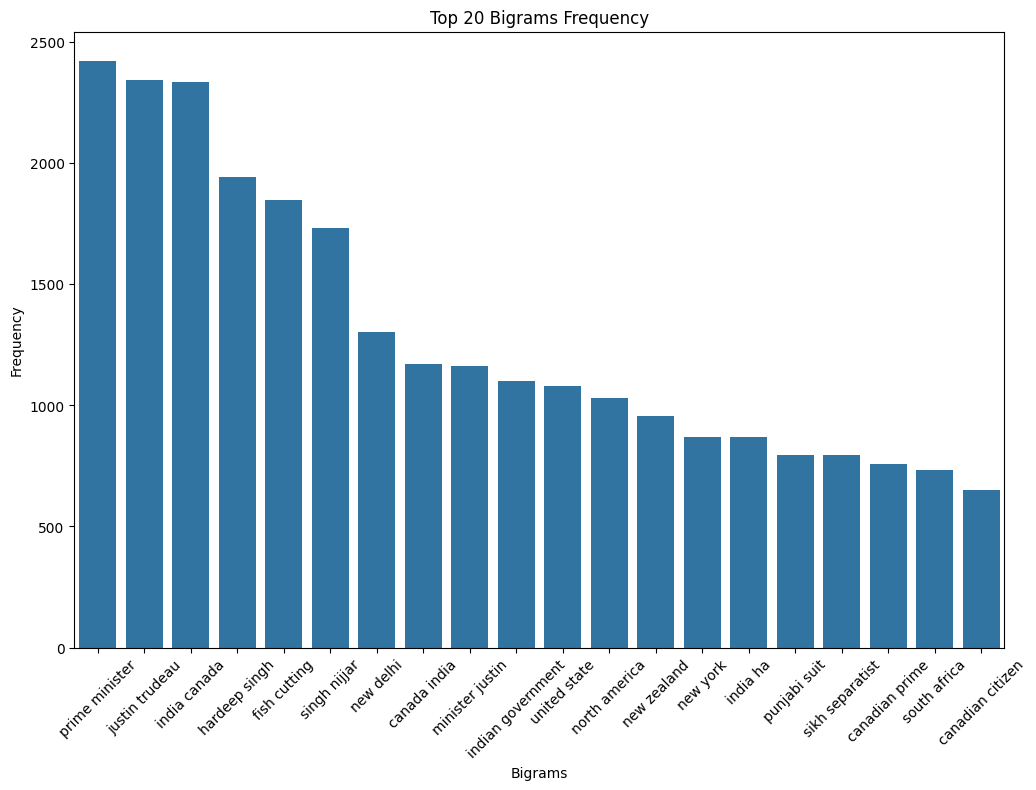 Top 20 Bigrams Frequency
2500
2000
1500
1000
500
0
Frequency
prime minister
justin trudeau
india canada
hardeep singh
fish cutting
singh nijjar
new delhi
canada india
minister justin
indian government
united state
north america
new zealand
new york
india ha
punjabi suit
sikh separatist
canadian prime
south africa
canadian citizen
Bigrams